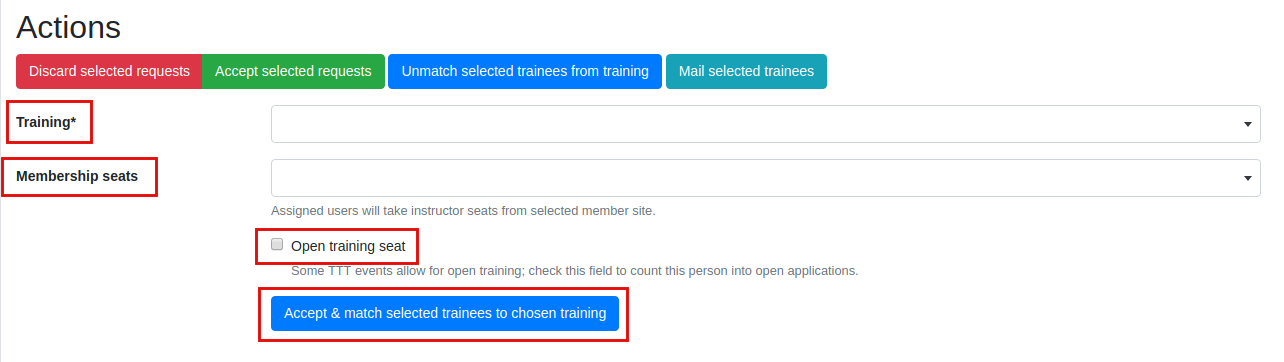 Actions
Discard selected requests Accept selected requests Unmatch selected trainees from training Mail selected trainees
Training*
Membership seats
Assigned users will take instructor seats from selected member site.
Open training seat
Some TTT events allow for open training; check this field to count this person into open applications.
Accept & match selected trainees to chosen training